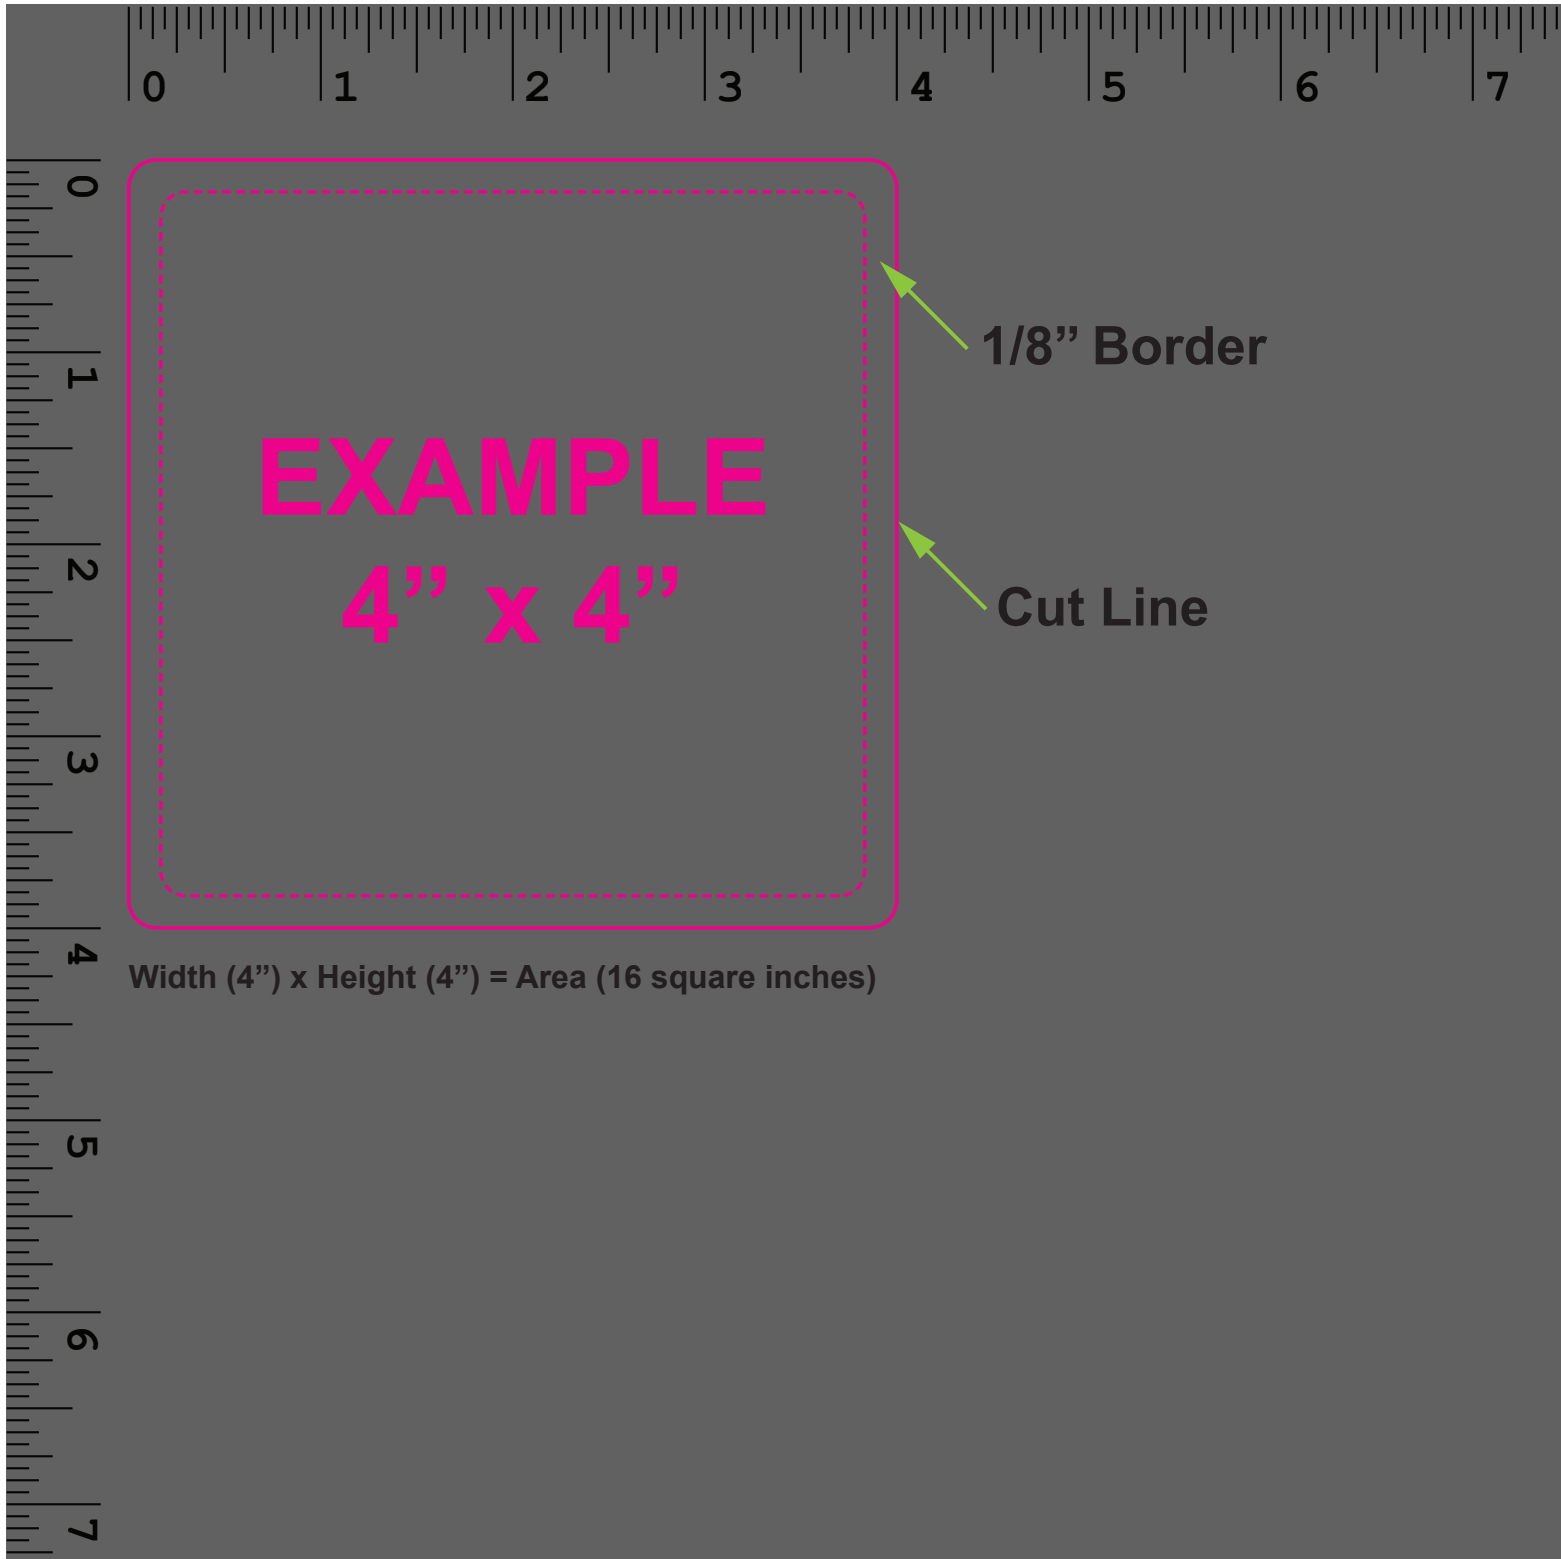 0 1 2 3 4 5 6 7
0
1
2
3
4
5
6
7
1/8” Border
EXAMPLE
4” x 4”
Cut Line
Width (4”) x Height (4”) = Area (16 square inches)